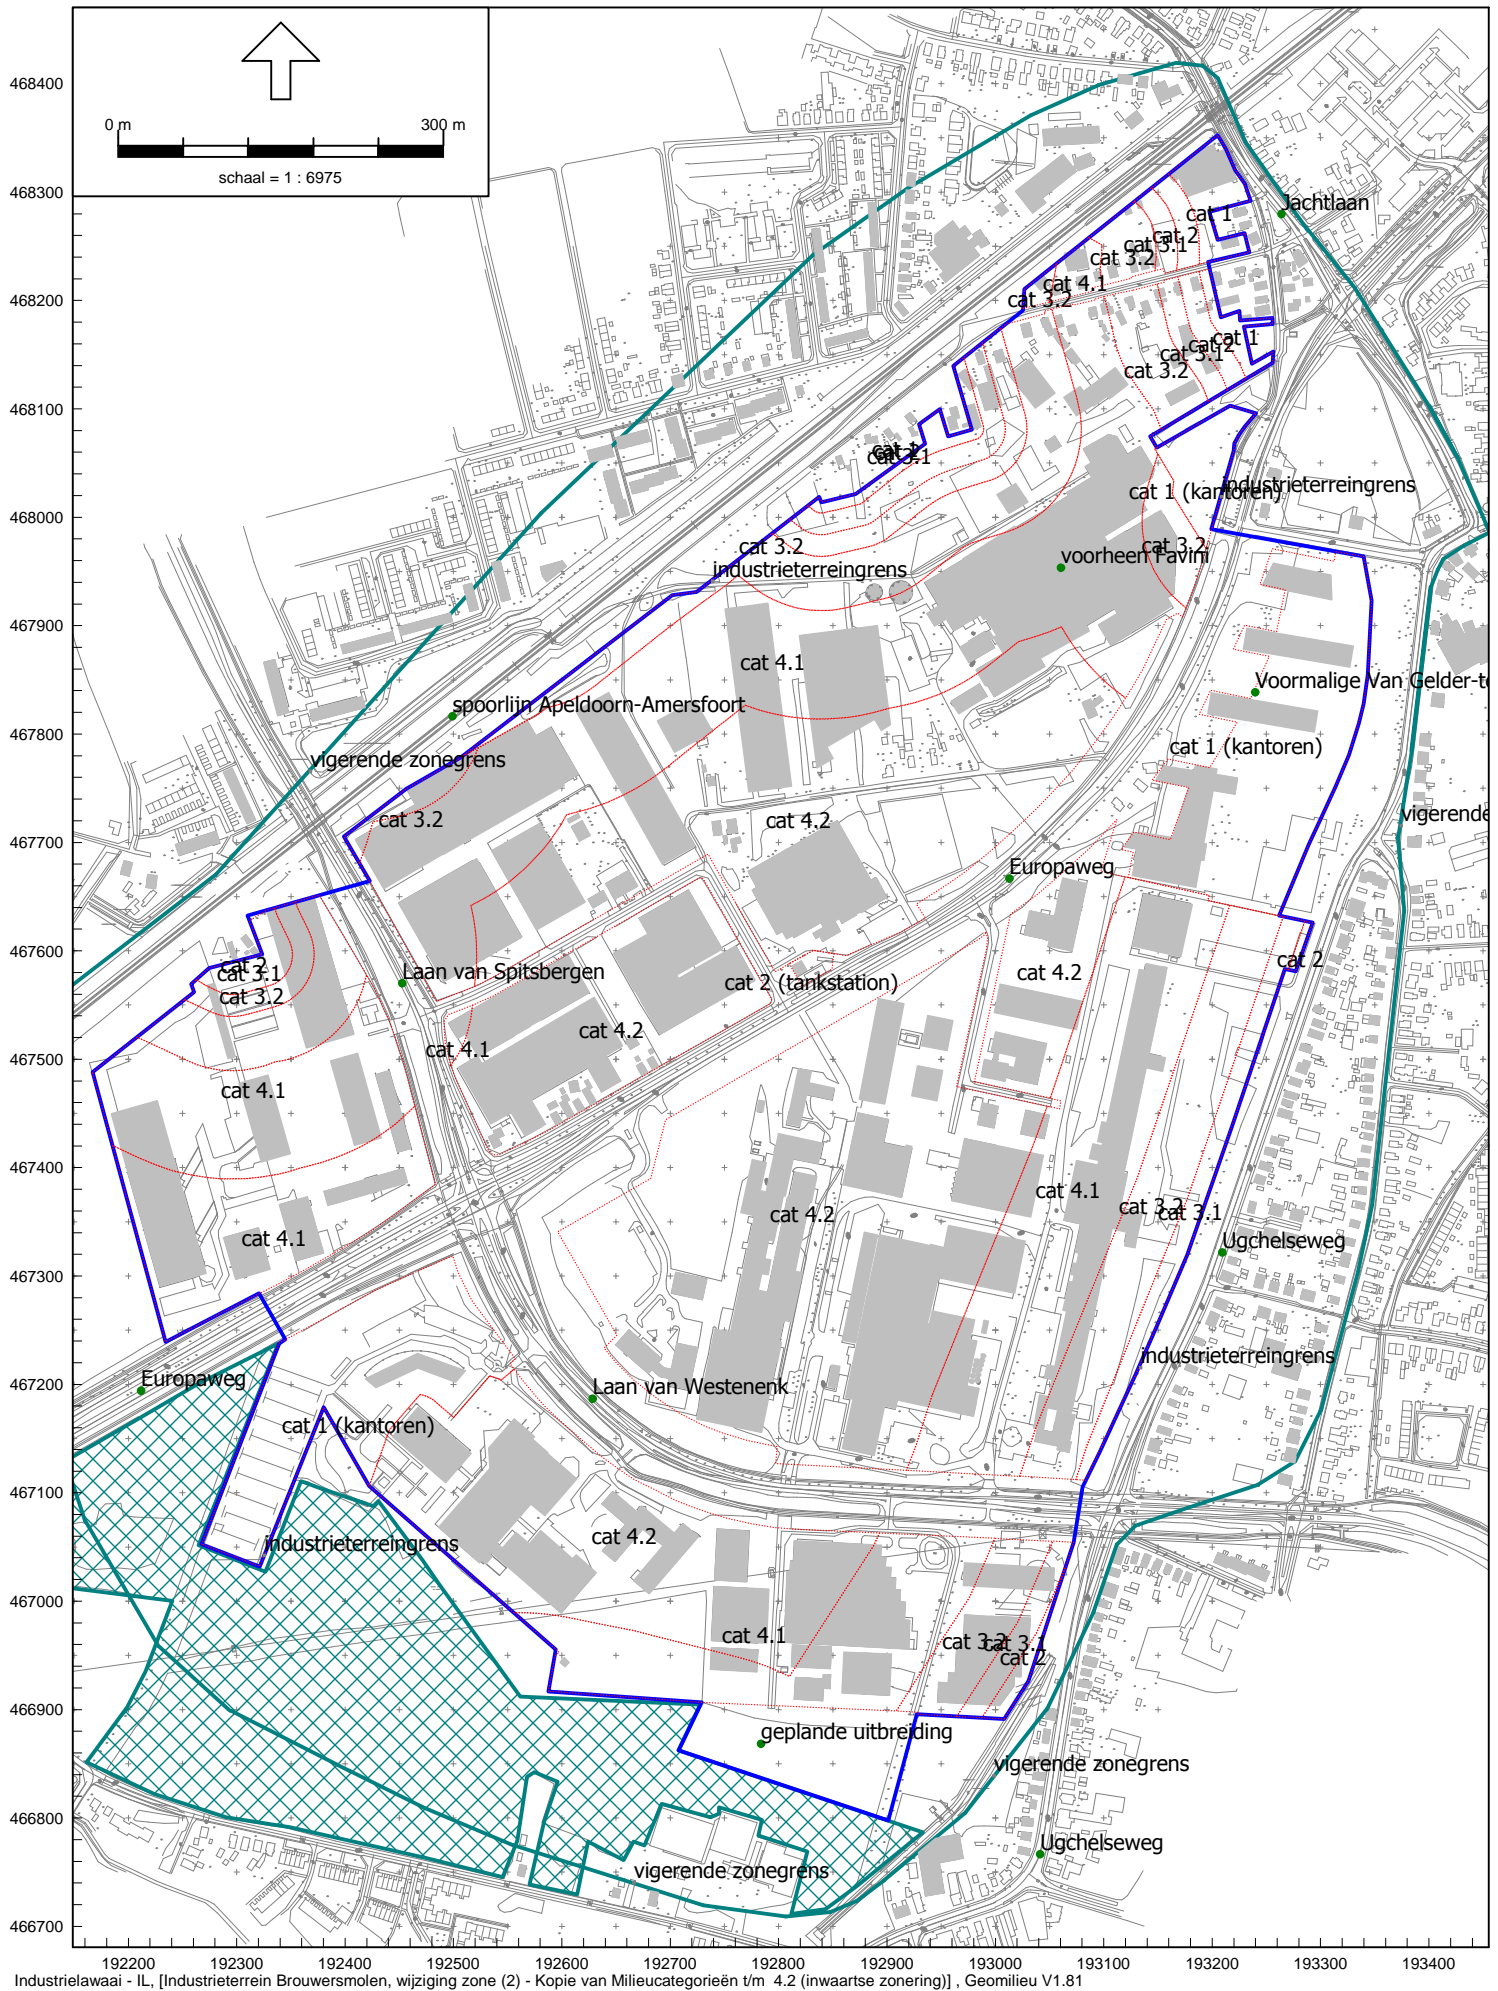 468400
468300
468200
468100
468000
467900
467800
467700
467600
467500
467400
467300
467200
467100
467000
466900
466800
466700
0 m
300 m
schaal = 1 : 6975
Jachtlaan
cat 1
cat 2
cat 3.1
cat 3.2
cat 4.1
cat 3.2
cat 1
cat 2
cat 3.1
cat 3.2
cat 3.1
industrieterreingrens
cat 1 (kantoren)
cat 3.2
cat 3.2
voorheen Favini
industrieterreingrens
cat 4.1
Voormalige Van Gelder-te
spoorlijn Apeldoorn-Amersfoort
cat 1 (kantoren)
vigerende zonegrens
cat 3.2
cat 4.2
vigerende
Europaweg
cat 2
cat 3.1
cat 3.2
Laan van Spitsbergen
cat 2 (tankstation)
cat 4.2
cat 2
cat 4.2
cat 4.1
cat 4.1
cat 4.1
cat 4.2
cat 3.2
cat 3.1
cat 4.1
Ugchelseweg
industrieterreingrens
Europaweg
Laan van Westenenk
cat 1 (kantoren)
cat 4.2
industrieterreingrens
cat 4.1
cat 3.2
cat 3.1
cat 2
geplande uitbreiding
vigerende zonegrens
Ugchelseweg
vigerende zonegrens
192200
192300
192400
192500
192600
192700
192800
192900
193000
193100
193200
193300
193400
Industrielawaai - IL, [Industrieterrein Brouwersmolen, wijziging zone (2) - Kopie van Milieucategorieën t/m  4.2 (inwaartse zonering)] , Geomilieu V1.81